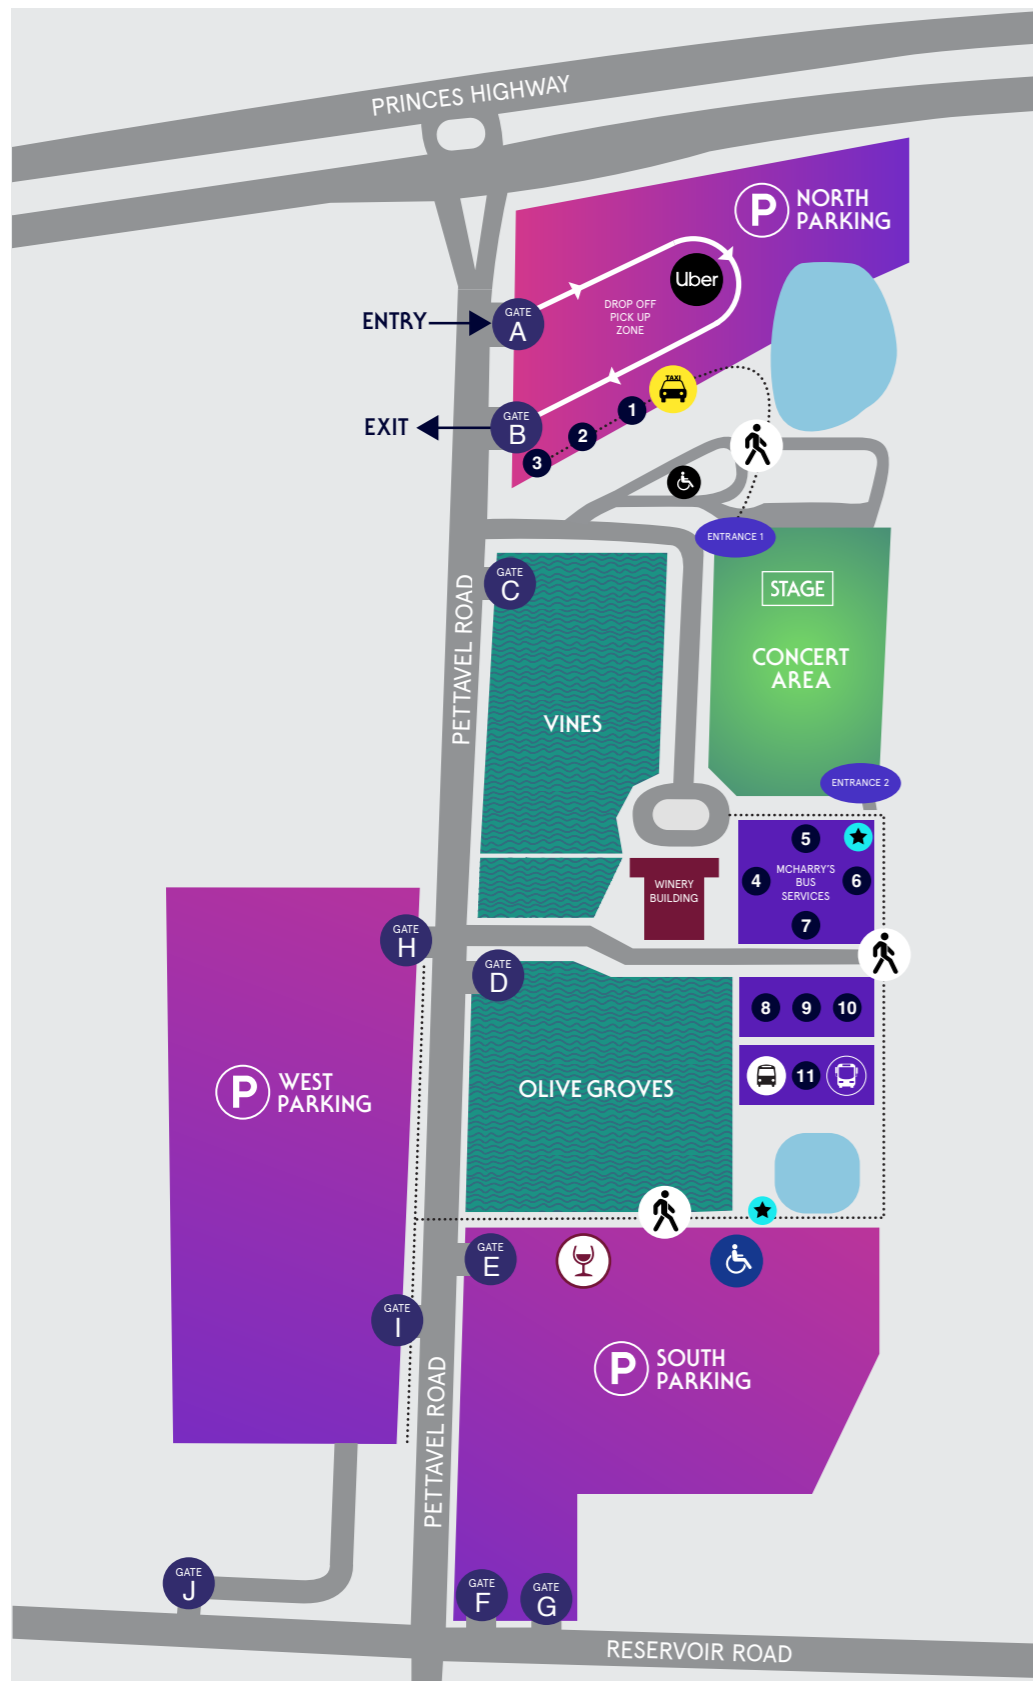 PRINCES HIGHWAY
P
NORTH
PARKING
Uber
DROP OFF
PICK UP
ZONE
ENTRY
GATE
A
TAXI
EXIT
GATE
B
1
2
3
ENTRANCE 1
GATE
C
STAGE
PETTAVEL ROAD
CONCERT
AREA
VINES
ENTRANCE 2
5
4
MCHARRY'S
BUS
SERVICES
6
7
WINERY
BUILDING
GATE
H
GATE
D
8
9
10
P
WEST
PARKING
OLIVE GROVES
11
GATE
E
GATE
I
P
SOUTH
PARKING
PETTAVEL ROAD
GATE
J
GATE
F
GATE
G
RESERVOIR ROAD